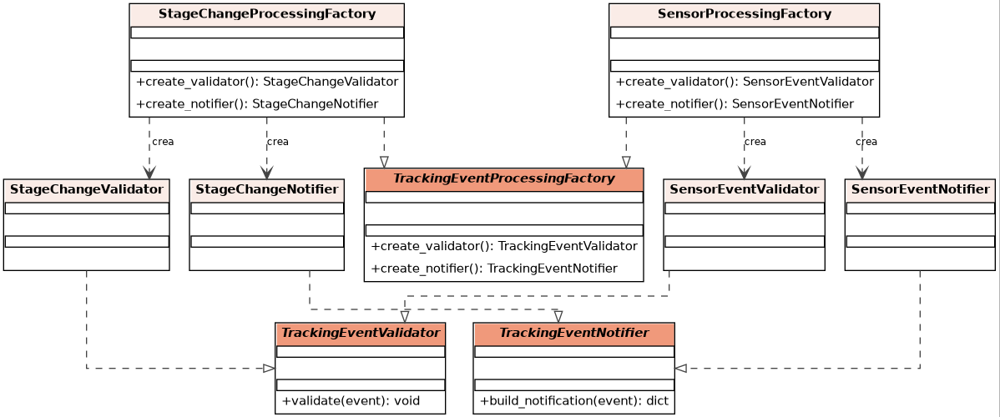 StageChangeProcessingFactory
+create_validator(): StageChangeValidator
+create_notifier(): StageChangeNotifier
SensorProcessingFactory
+create_validator(): SensorEventValidator
+create_notifier(): SensorEventNotifier
crea
crea
crea
crea
StageChangeValidator
StageChangeNotifier
TrackingEventProcessingFactory
+create_validator(): TrackingEventValidator
+create_notifier(): TrackingEventNotifier
SensorEventValidator
SensorEventNotifier
TrackingEventValidator
+validate(event): void
TrackingEventNotifier
+build_notification(event): dict